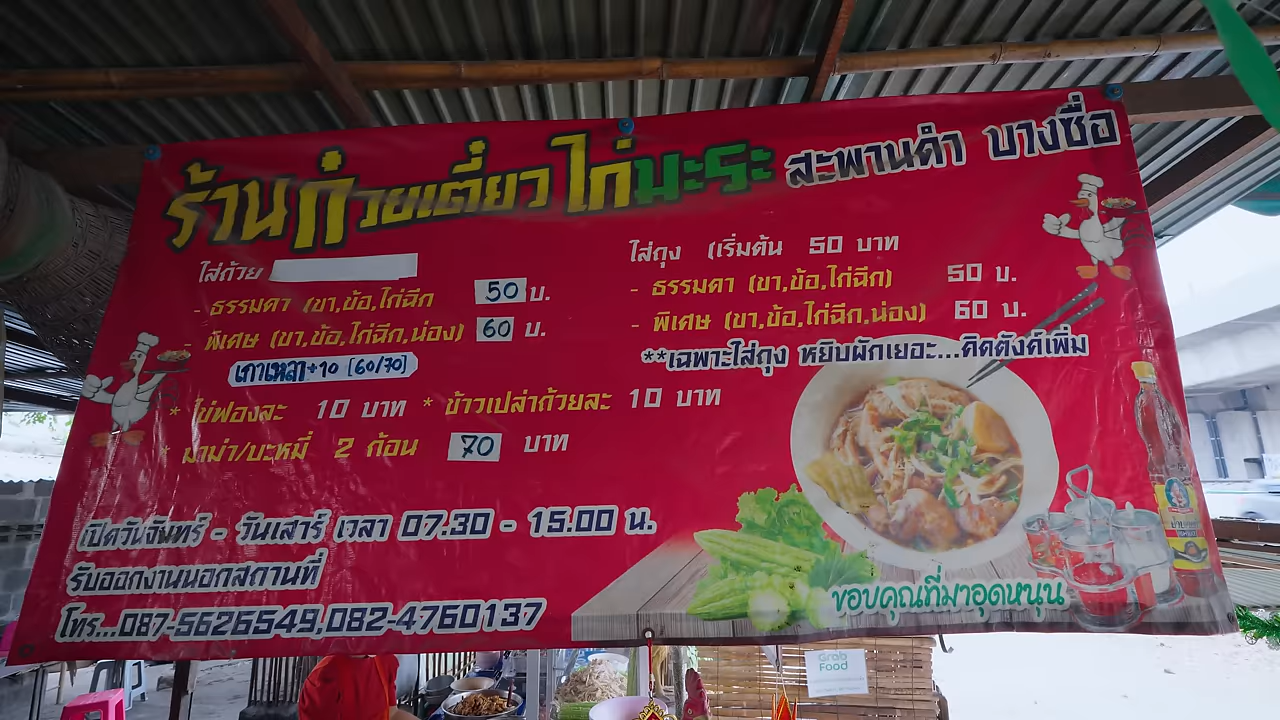 ร้านก๋วยเตี๋ยวไก่มะระ สะพานดำ บางซื่อ
ใส่ถ้วย
- ธรรมดา (ขา,ข้อ,ไก่ฉีก 50 บ.
- พิเศษ (ขา,ข้อ,ไก่ฉีก,น่อง) 60 บ.
เกาเหลา+10 (60/70)
* ไข่ฟองละ 10 บาท * ข้าวเปล่าถ้วยละ 10 บาท
* มาม่า/บะหมี่ 2 ก้อน 70 บาท
ใส่ถุง (เริ่มต้น 50 บาท
- ธรรมดา (ขา,ข้อ,ไก่ฉีก) 50 บ.
- พิเศษ (ขา,ข้อ,ไก่ฉีก,น่อง) 60 บ.
**เฉพาะใส่ถุง หยิบผักเยอะ...คิดตังค์เพิ่ม
เปิดวันจันทร์ - วันเสาร์ เวลา 07.30 - 15.00 น.
รับออกงานนอกสถานที่
โทร...087-5626549,082-4760137
ขอบคุณที่มาอุดหนุน
Grab
Food